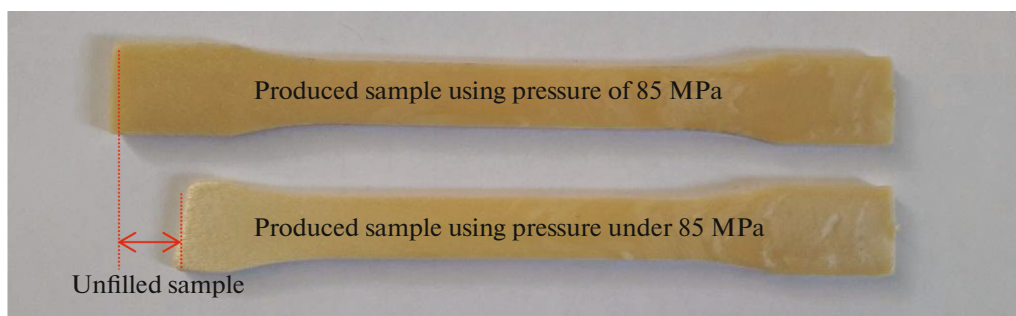 Produced sample using pressure of 85 MPa
Produced sample using pressure under 85 MPa
Unfilled sample